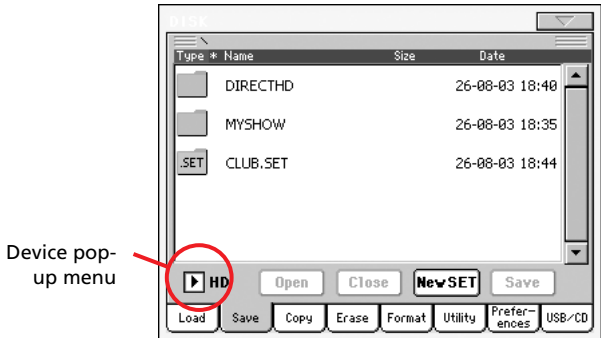 DISK
Type * Name Size Date
DIRECTHD 26-08-03 18:40
MYSHOW 26-08-03 18:35
.SET CLUB.SET 26-08-03 18:44
Device pop-
up menu
HD Open Close New SET Save
Load Save Copy Erase Format Utility Prefer-
ences USB/CD